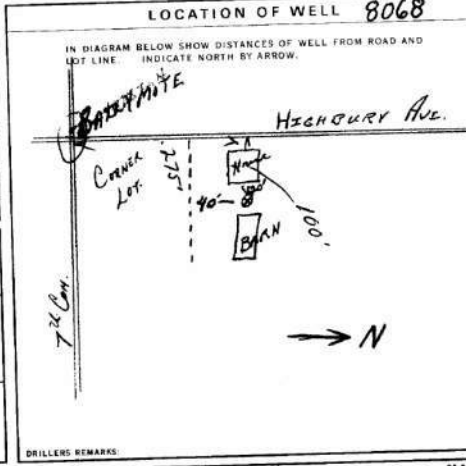 LOCATION OF WELL 8068
IN DIAGRAM BELOW SHOW DISTANCES OF WELL FROM ROAD AND
LOT LINE. INDICATE NORTH BY ARROW.
HIGHBURY AVE.
CORNER
LOT.
275'
House
40'
100'
BARN
7th CON.
N
DRILLERS REMARKS: